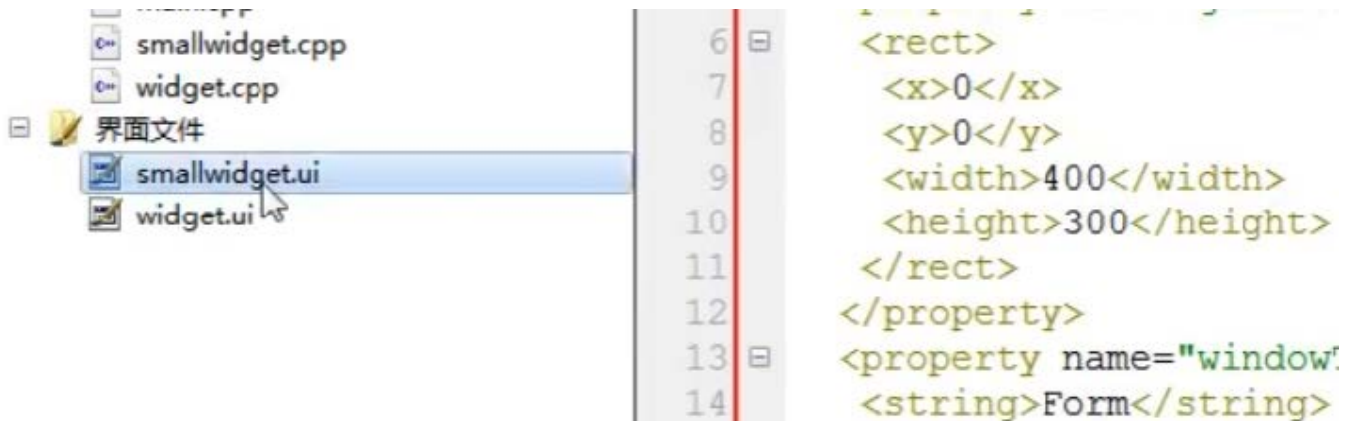 smallwidget.cpp
widget.cpp
界面文件
smallwidget.ui
widget.ui
6 <rect>
7 <x>0</x>
8 <y>0</y>
9 <width>400</width>
10 <height>300</height>
11 </rect>
12 </property>
13 <property name="window
14 <string>Form</string>